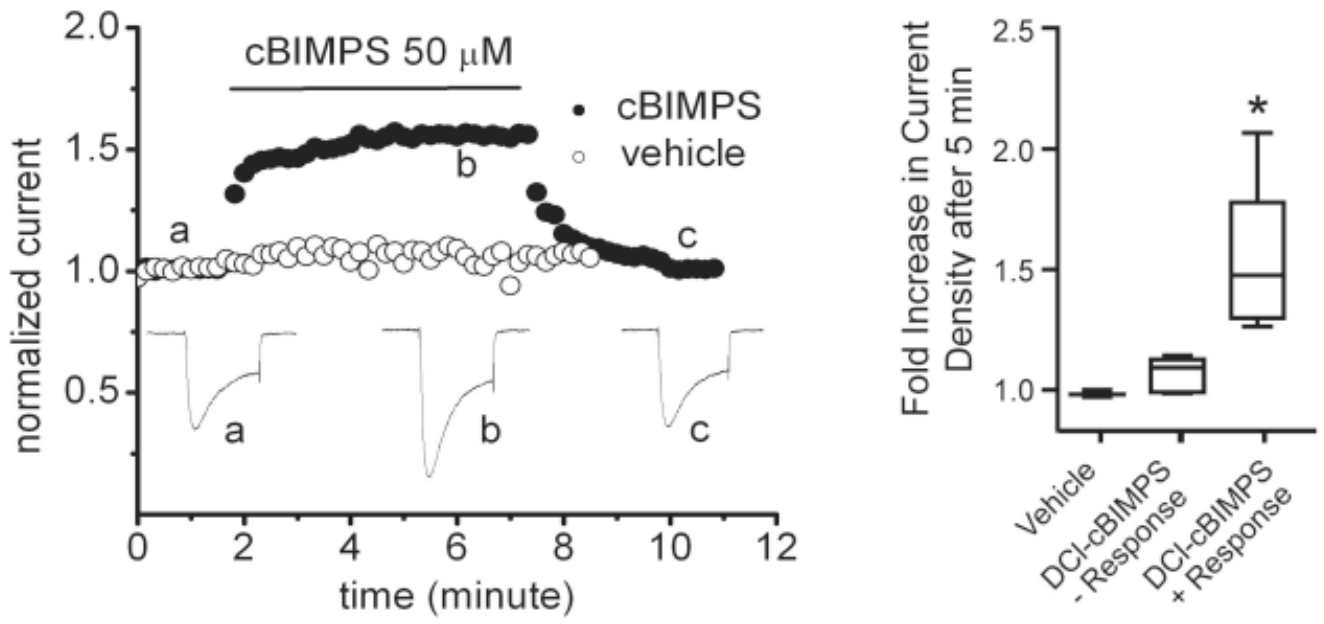 2.0
1.5
1.0
0.5
normalized current
cBIMPS 50 μM
cBIMPS
vehicle
a
b
c
a
b
c
0 2 4 6 8 10 12
time (minute)
Fold Increase in Current
Density after 5 min
2.5
2.0
1.5
1.0
*
Vehicle
DCI-cBIMPS
- Response
DCI-cBIMPS
+ Response